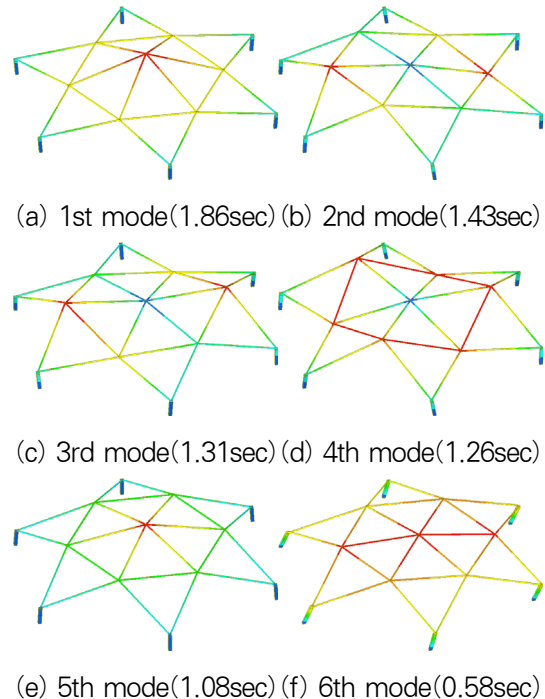 (a) 1st mode(1.86sec) (b) 2nd mode(1.43sec)
(c) 3rd mode(1.31sec) (d) 4th mode(1.26sec)
(e) 5th mode(1.08sec) (f) 6th mode(0.58sec)